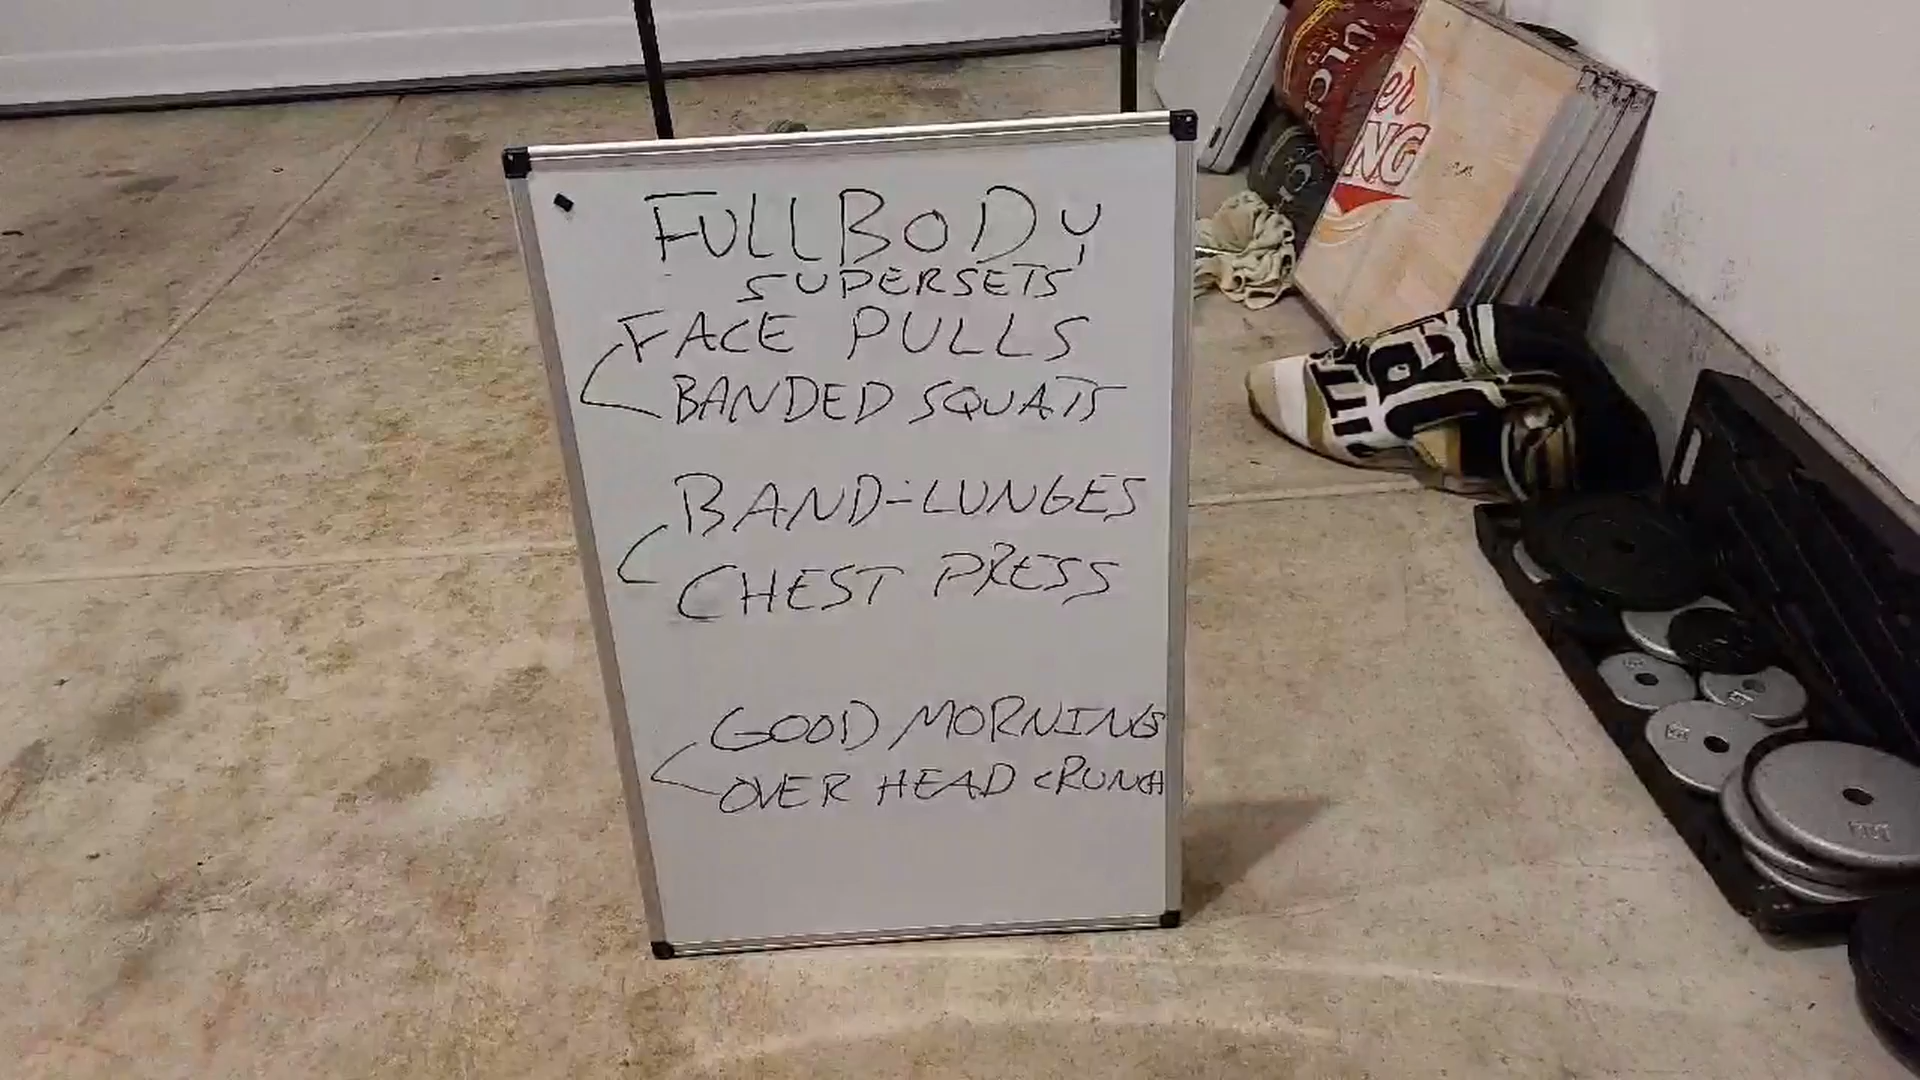 FULLBODY
SUPERSETS
FACE PULLS
BANDED SQUATS
BAND-LUNGES
CHEST PRESS
GOOD MORNINGS
OVER HEAD CRUNCH